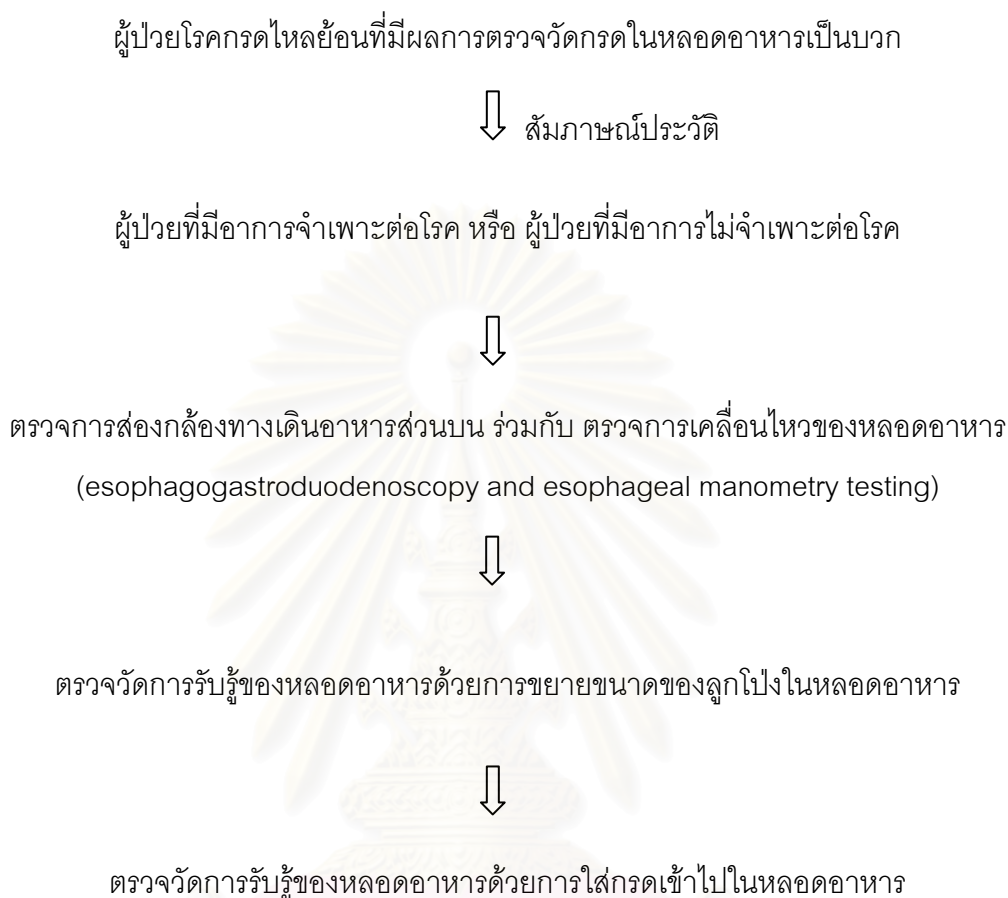 ผู้ป่วยโรคกรดไหลย้อนที่มีผลการตรวจวัดกรดในหลอดอาหารเป็นบวก
สัมภาษณ์ประวัติ
ผู้ป่วยที่มีอาการจำเพาะต่อโรค หรือ ผู้ป่วยที่มีอาการไม่จำเพาะต่อโรค
ตรวจการส่องกล้องทางเดินอาหารส่วนบน ร่วมกับ ตรวจการเคลื่อนไหวของหลอดอาหาร
(esophagogastroduodenoscopy and esophageal manometry testing)
ตรวจวัดการรับรู้ของหลอดอาหารด้วยการขยายขนาดของลูกโป่งในหลอดอาหาร
ตรวจวัดการรับรู้ของหลอดอาหารด้วยการใส่กรดเข้าไปในหลอดอาหาร